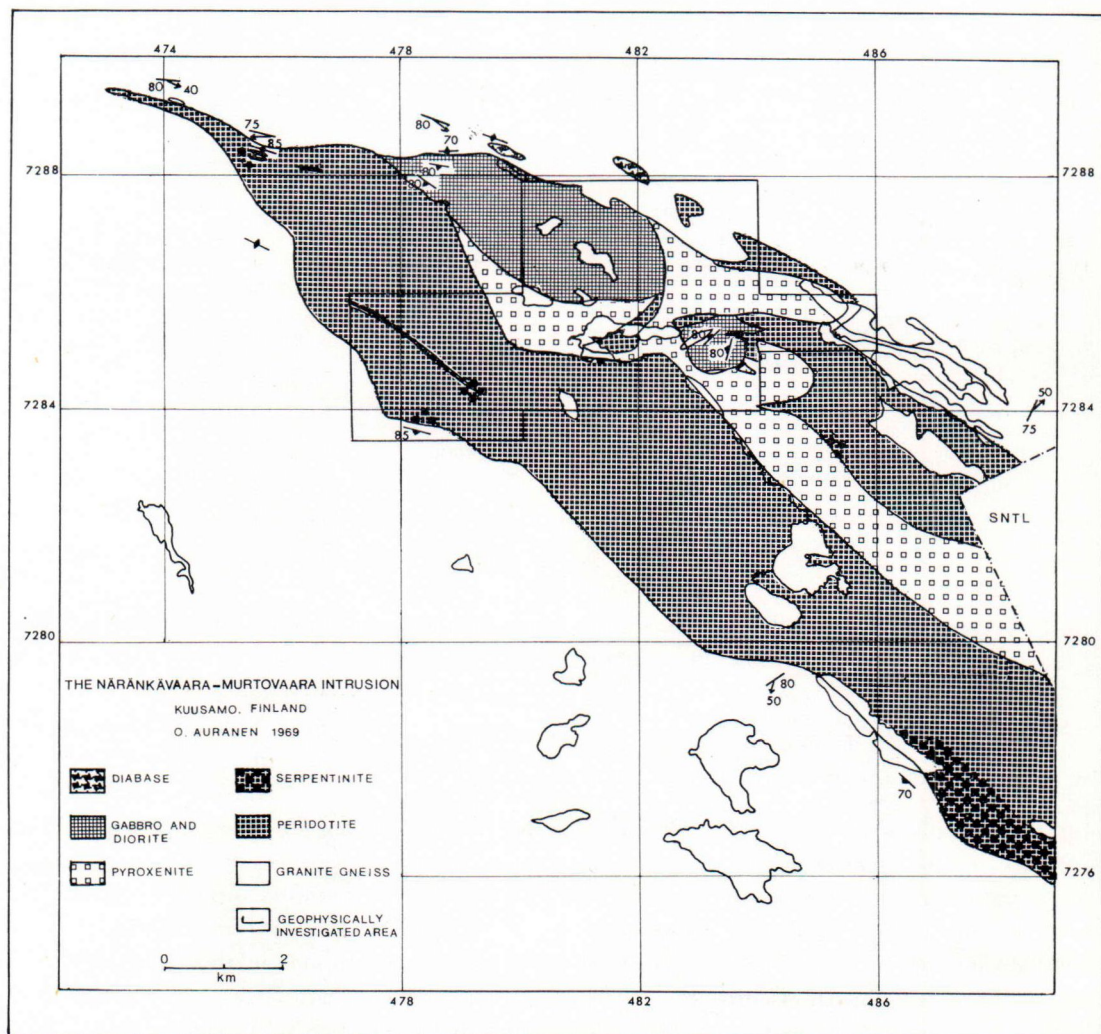 474 478 482 486
80 40
75
85
80
70
7288 7288
80
80
80
80
7284 7284
85
50
75
SNTL
7280 7280
80
50
70
THE NÄRÄNKÄVAARA-MURTOVAARA INTRUSION
KUUSAMO. FINLAND
O. AURANEN 1969
DIABASE SERPENTINITE
GABBRO AND
DIORITE
PERIDOTITE
PYROXENITE GRANITE GNEISS
7276
GEOPHYSICALLY
INVESTIGATED AREA
0 2
km
478 482 486